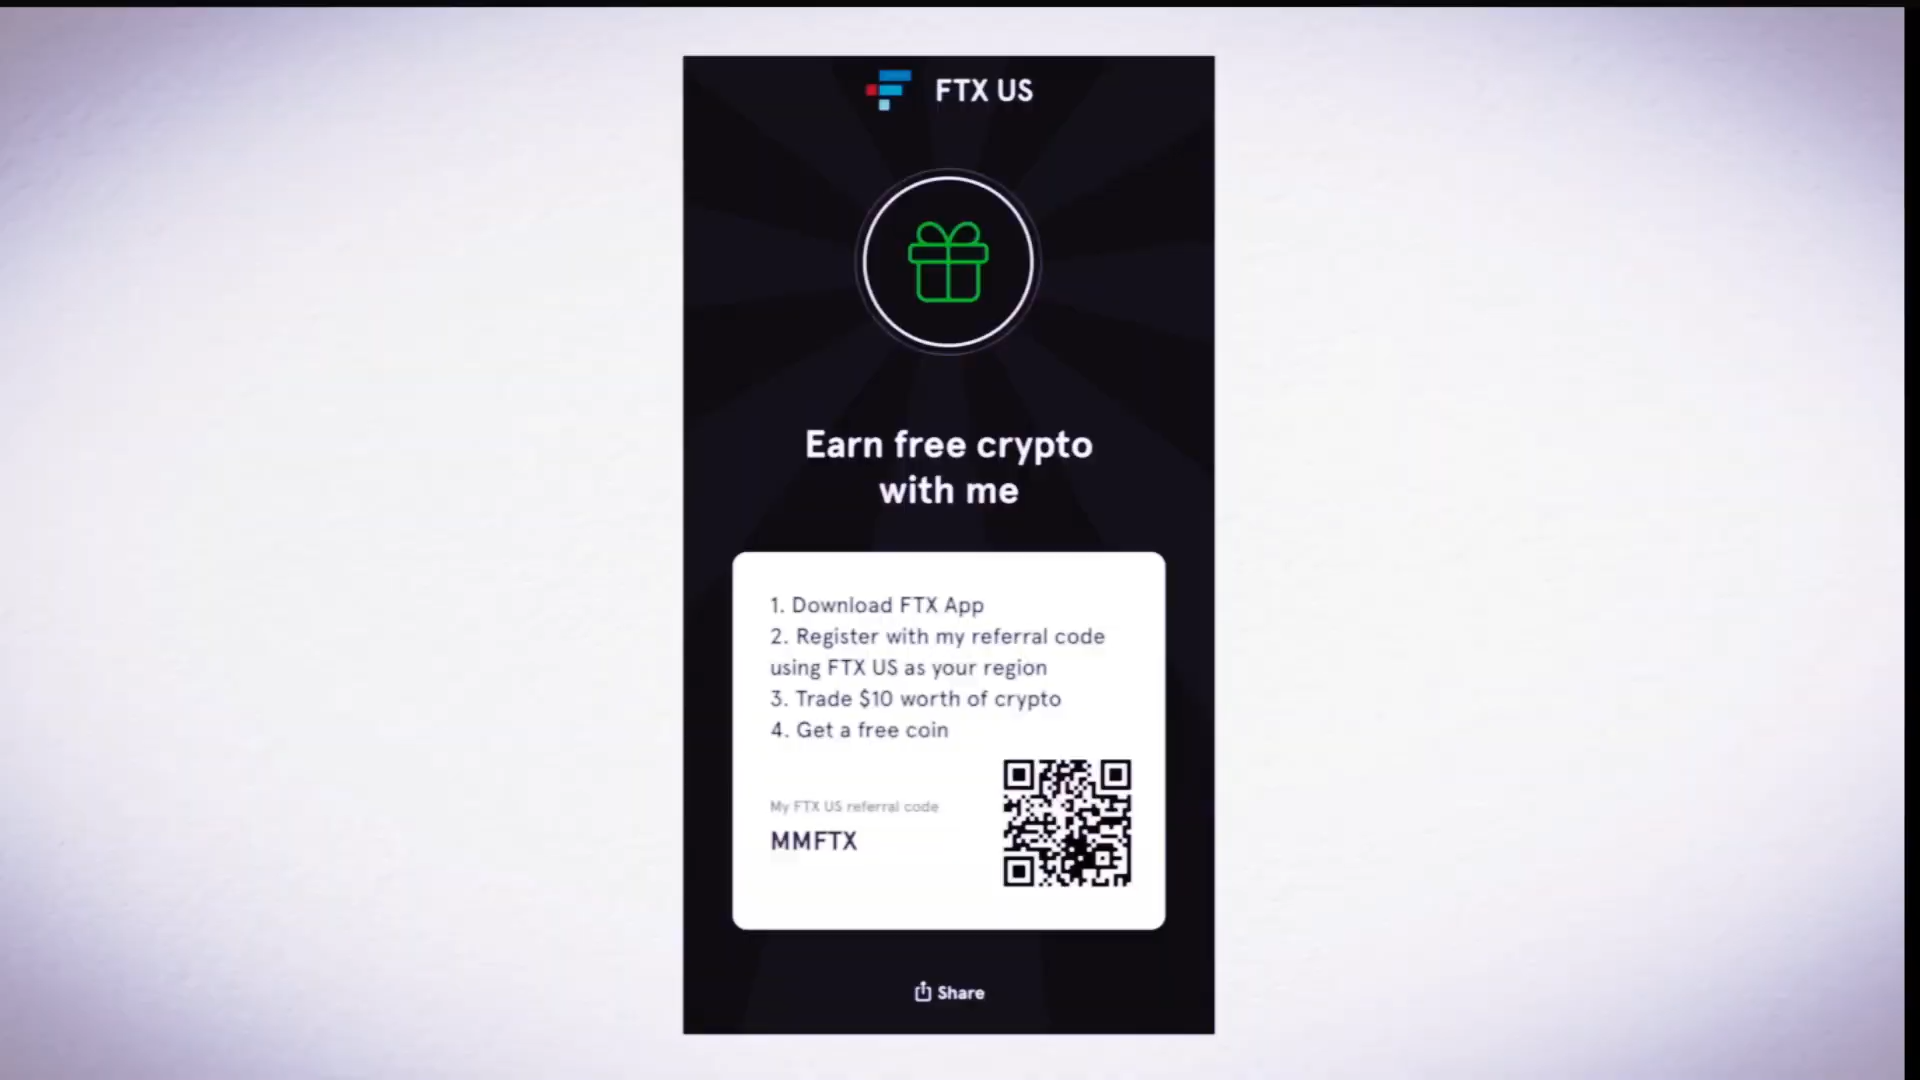 FTX US
Earn free crypto
with me
1. Download FTX App
2. Register with my referral code
using FTX US as your region
3. Trade $10 worth of crypto
4. Get a free coin
My FTX US referral code
MMFTX
Share